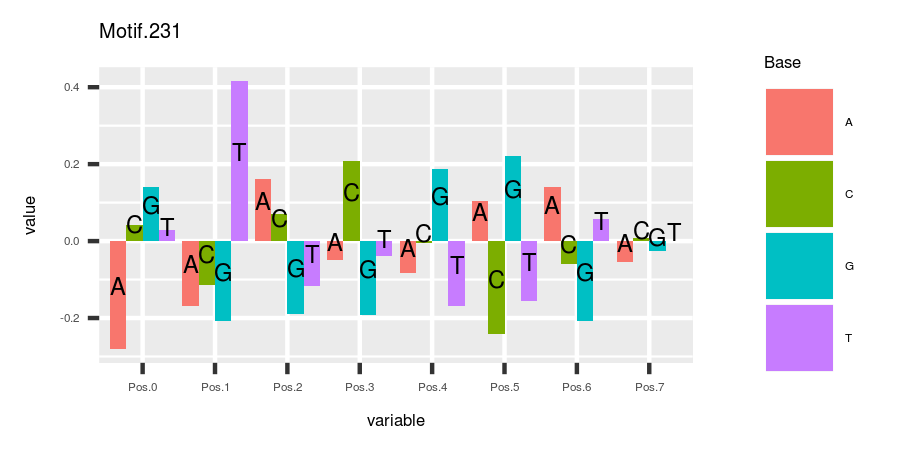 Motif.231
value
0.4
0.2
0.0
-0.2
A C G T
A C G T
A C G T
A C G T
A C G T
A C G T
A C G T
A C G T
Pos.0 Pos.1 Pos.2 Pos.3 Pos.4 Pos.5 Pos.6 Pos.7
variable
Base
A
C
G
T